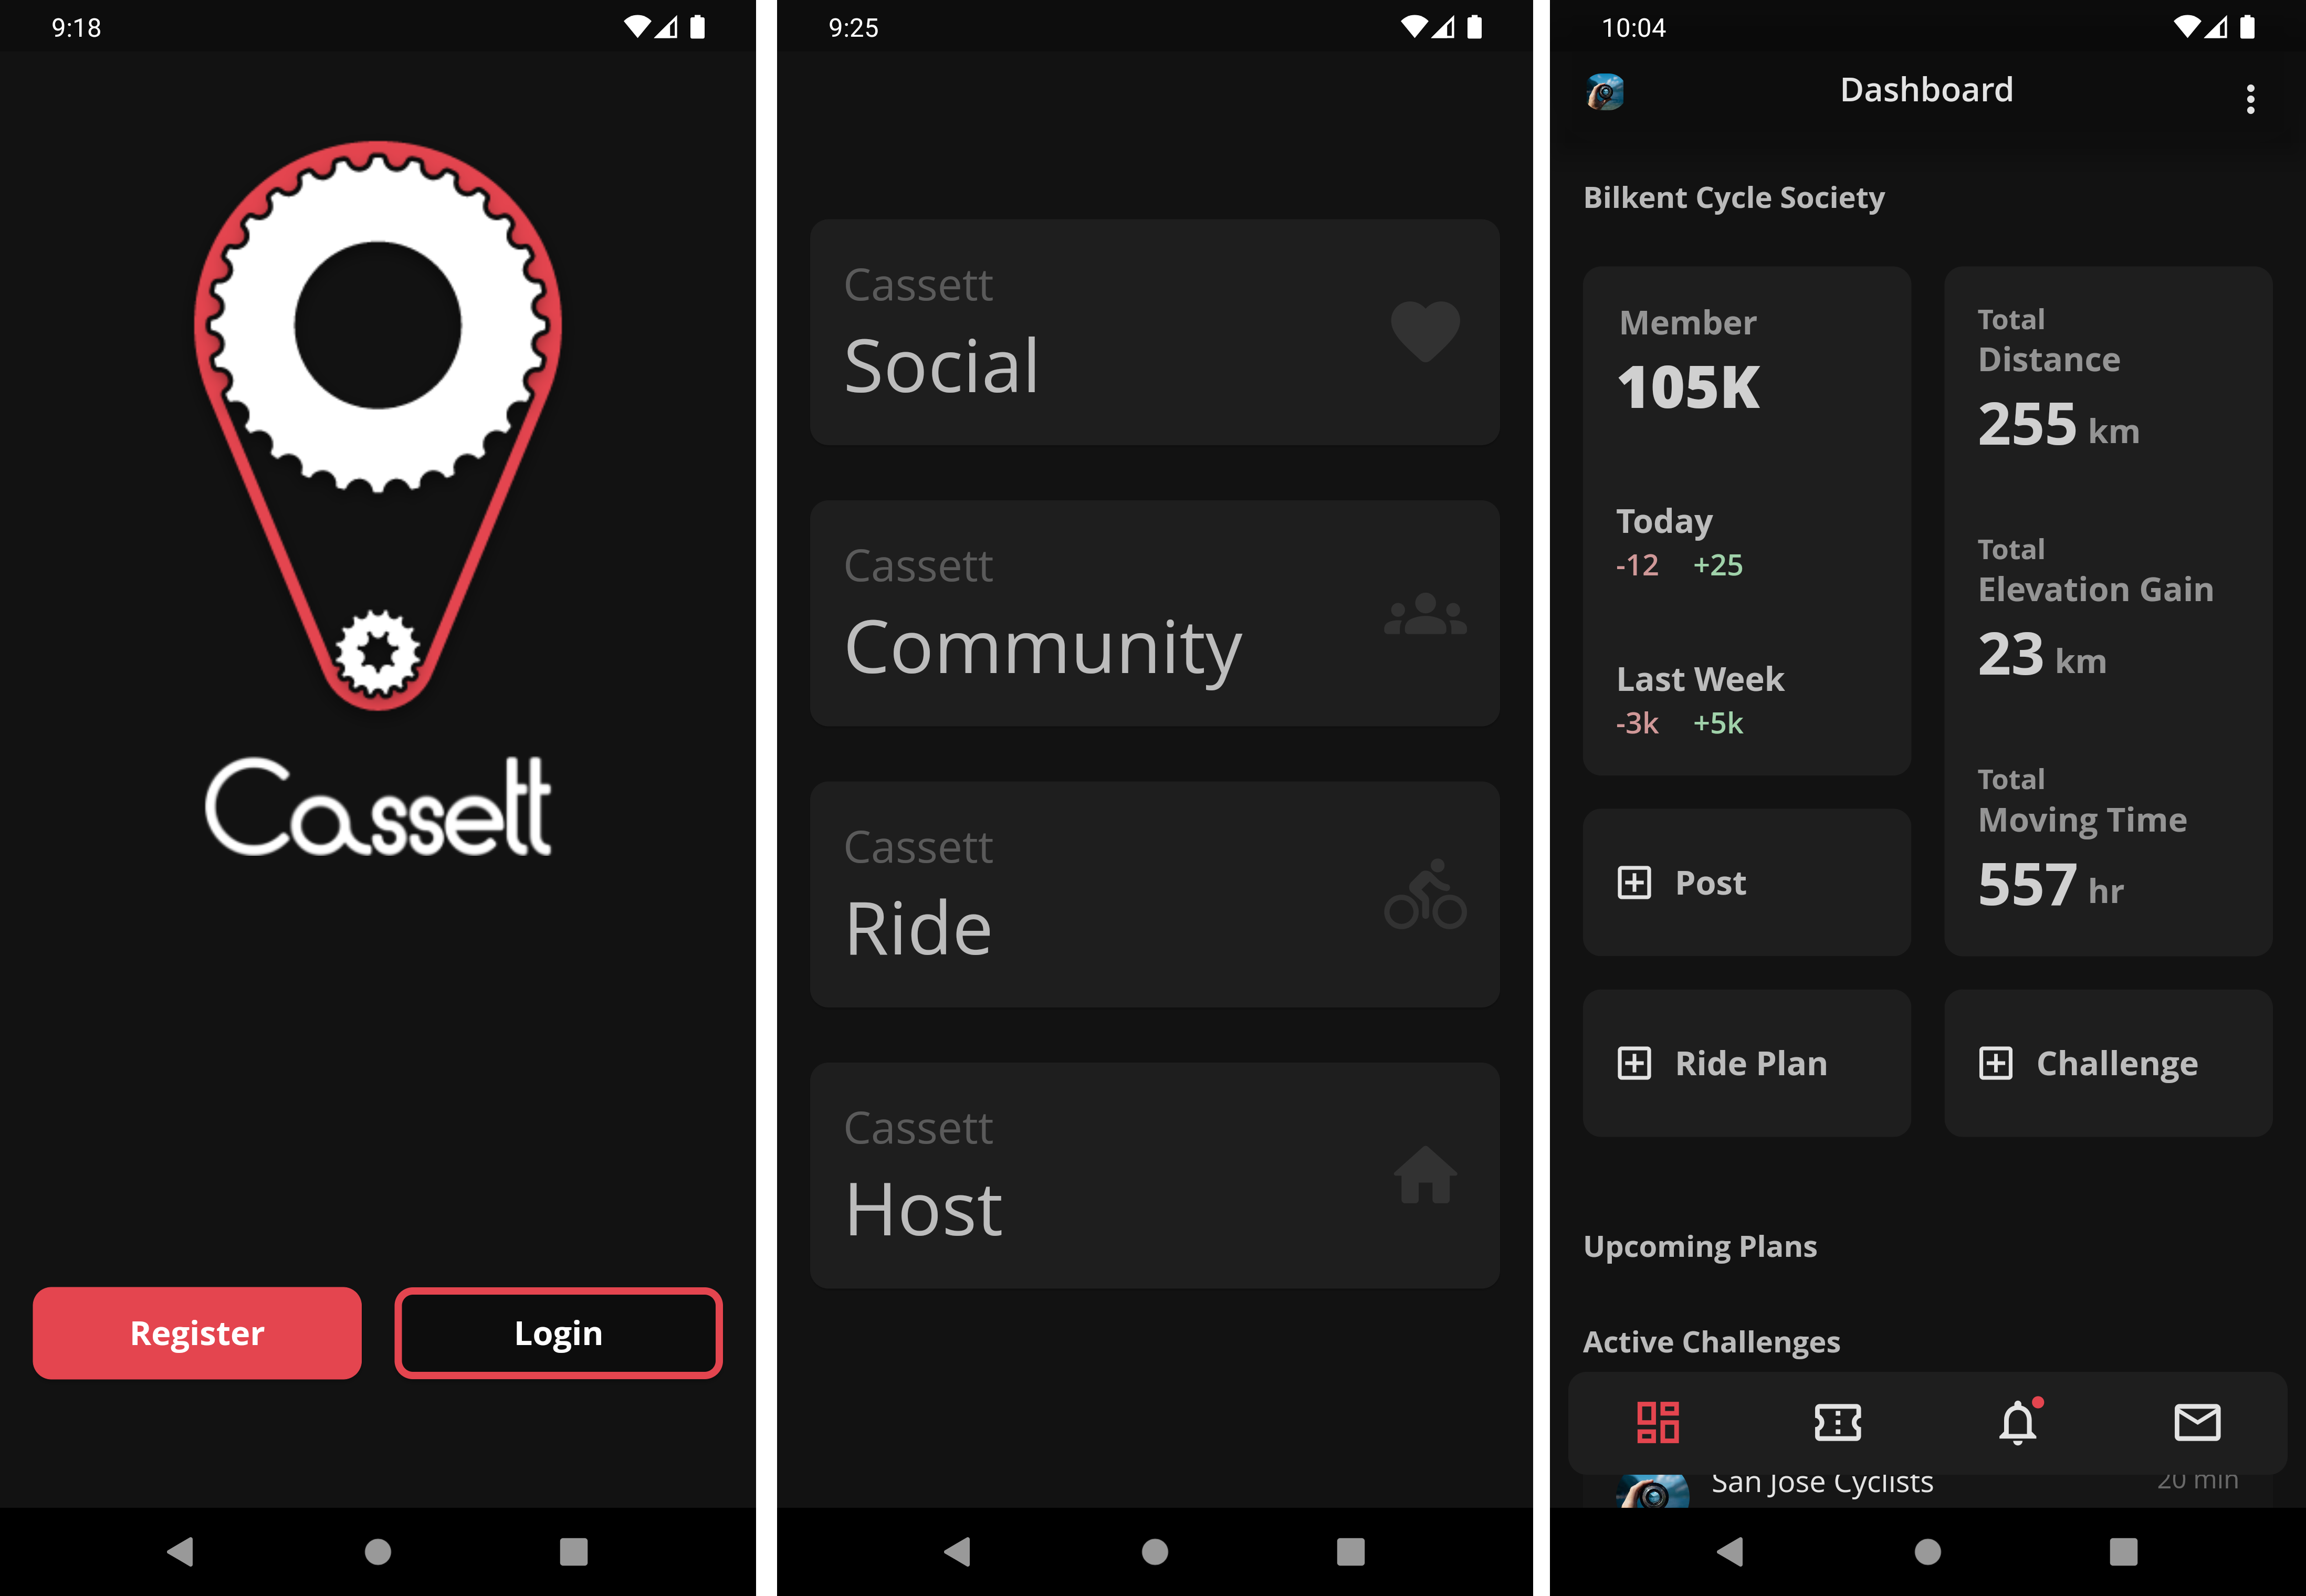 9:18
Cassett
Register
Login
9:25
Cassett
Social
Cassett
Community
Cassett
Ride
Cassett
Host
10:04
Dashboard
Bilkent Cycle Society
Member
105K
Today
-12 +25
Last Week
-3k +5k
Total
Distance
255 km
Total
Elevation Gain
23 km
Total
Moving Time
557 hr
Post
Ride Plan
Challenge
Upcoming Plans
Active Challenges
San Jose Cyclists
20 min